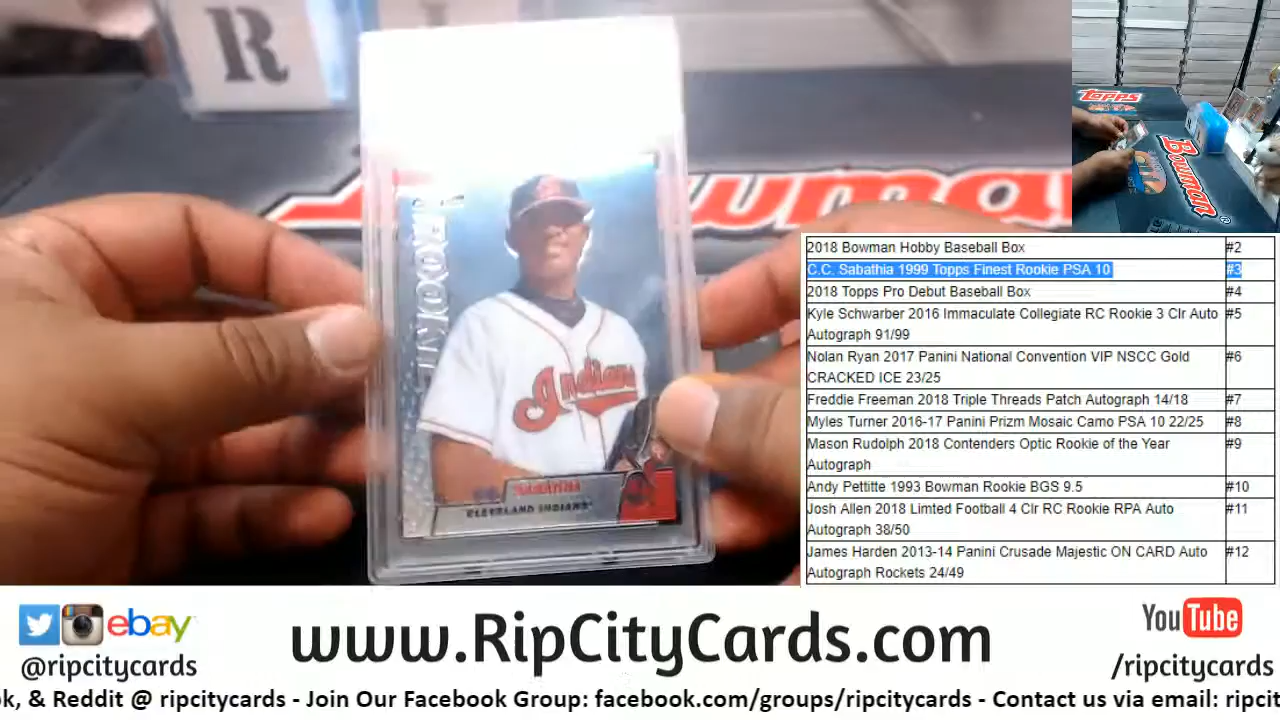 R
Bowman
ROOKIE
SABATHIA
CLEVELAND INDIANS
Indians
TOPPS
BOWMAN
2018 Bowman Hobby Baseball Box #2
C.C. Sabathia 1999 Topps Finest Rookie PSA 10 #3
2018 Topps Pro Debut Baseball Box #4
Kyle Schwarber 2016 Immaculate Collegiate RC Rookie 3 Clr Auto #5
Autograph 91/99
Nolan Ryan 2017 Panini National Convention VIP NSCC Gold #6
CRACKED ICE 23/25
Freddie Freeman 2018 Triple Threads Patch Autograph 14/18 #7
Myles Turner 2016-17 Panini Prizm Mosaic Camo PSA 10 22/25 #8
Mason Rudolph 2018 Contenders Optic Rookie of the Year #9
Autograph
Andy Pettitte 1993 Bowman Rookie BGS 9.5 #10
Josh Allen 2018 Limted Football 4 Clr RC Rookie RPA Auto #11
Autograph 38/50
James Harden 2013-14 Panini Crusade Majestic ON CARD Auto #12
Autograph Rockets 24/49
ebay
@ripcitycards
www.RipCityCards.com
YouTube
/ripcitycards
ok, & Reddit @ ripcitycards - Join Our Facebook Group: facebook.com/groups/ripcitycards - Contact us via email: ripcit